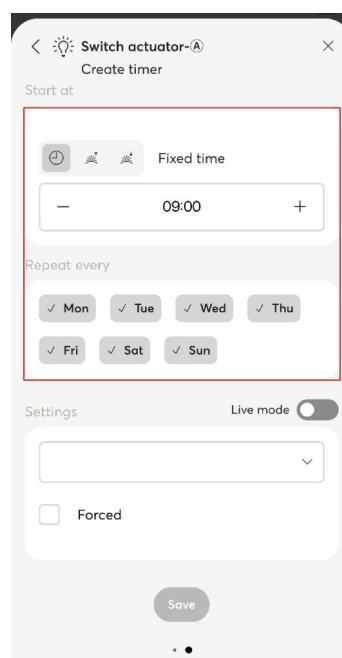 Switch actuator-Ⓐ
Create timer
Start at
Fixed time
09:00
Repeat every
Mon Tue Wed Thu
Fri Sat Sun
Settings Live mode
Forced
Save